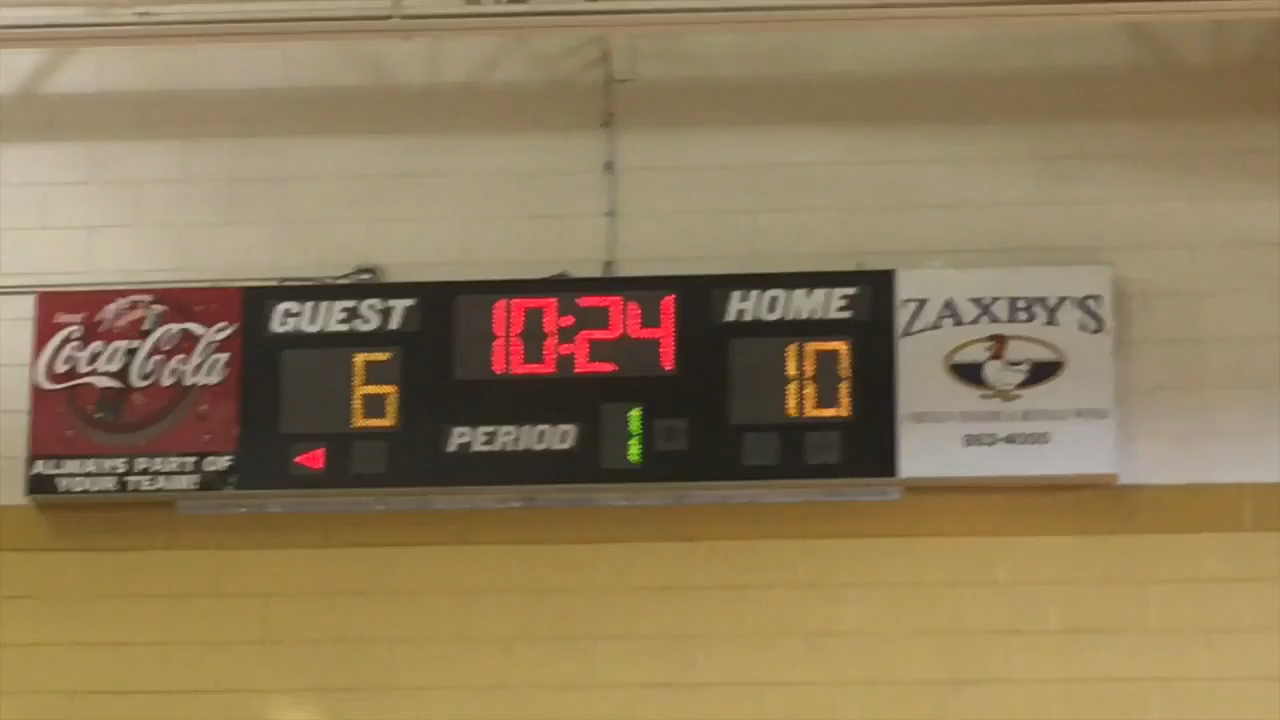 Coca-Cola
ALWAYS PART OF
YOUR TEAM!
GUEST
10:24
HOME
6
10
PERIOD
1
ZAXBY'S